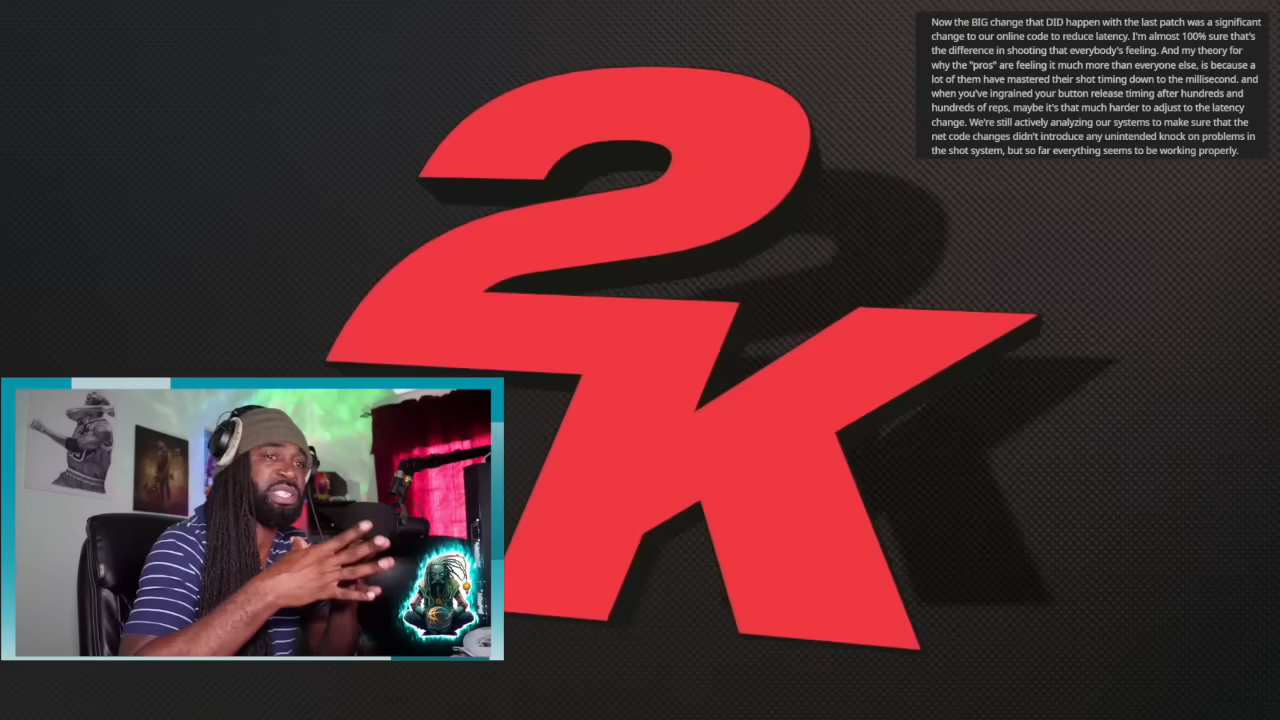 Now the BIG change that DID happen with the last patch was a significant
change to our online code to reduce latency. I'm almost 100% sure that's
the difference in shooting that everybody's feeling. And my theory for
why the "pros" are feeling it much more than everyone else, is because a
lot of them have mastered their shot timing down to the millisecond. and
when you've ingrained your button release timing after hundreds and
hundreds of reps, maybe it's that much harder to adjust to the latency
change. We're still actively analyzing our systems to make sure that the
net code changes didn't introduce any unintended knock on problems in
the shot system, but so far everything seems to be working properly.
2K